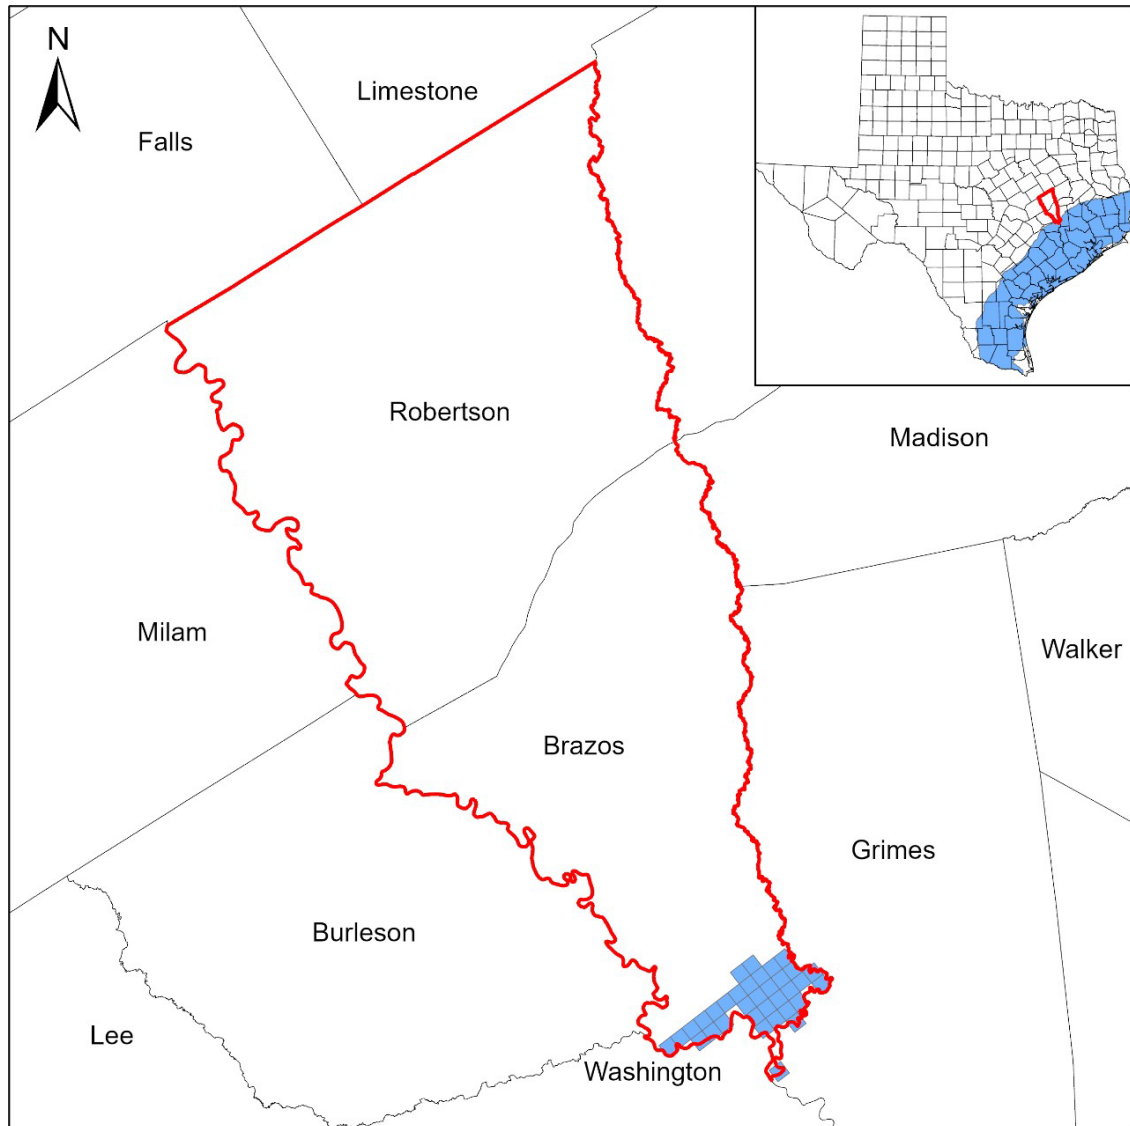 N
Limestone
Falls
Robertson
Madison
Milam
Walker
Brazos
Grimes
Burleson
Lee
Washington